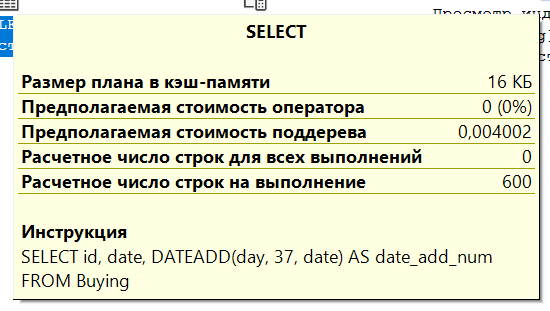 SELECT
Размер плана в кэш-памяти 16 КБ
Предполагаемая стоимость оператора 0 (0%)
Предполагаемая стоимость поддерева 0,004002
Расчетное число строк для всех выполнений 0
Расчетное число строк на выполнение 600
Инструкция
SELECT id, date, DATEADD(day, 37, date) AS date_add_num
FROM Buying